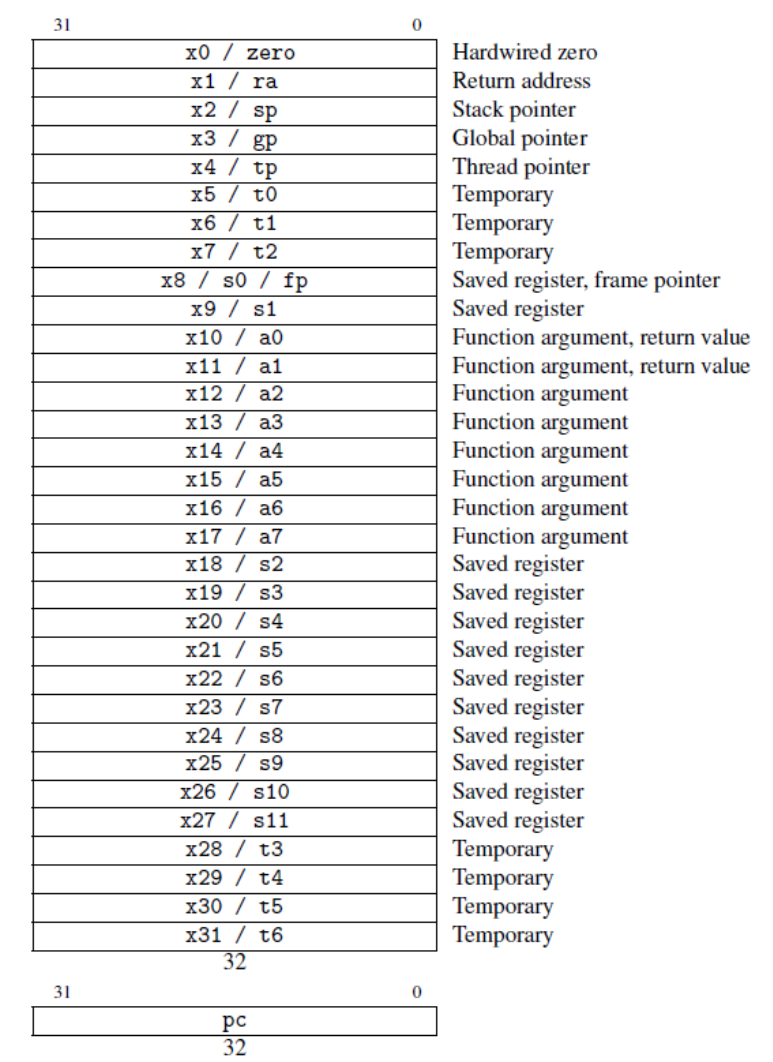 31 0
x0 / zero Hardwired zero
x1 / ra Return address
x2 / sp Stack pointer
x3 / gp Global pointer
x4 / tp Thread pointer
x5 / t0 Temporary
x6 / t1 Temporary
x7 / t2 Temporary
x8 / s0 / fp Saved register, frame pointer
x9 / s1 Saved register
x10 / a0 Function argument, return value
x11 / a1 Function argument, return value
x12 / a2 Function argument
x13 / a3 Function argument
x14 / a4 Function argument
x15 / a5 Function argument
x16 / a6 Function argument
x17 / a7 Function argument
x18 / s2 Saved register
x19 / s3 Saved register
x20 / s4 Saved register
x21 / s5 Saved register
x22 / s6 Saved register
x23 / s7 Saved register
x24 / s8 Saved register
x25 / s9 Saved register
x26 / s10 Saved register
x27 / s11 Saved register
x28 / t3 Temporary
x29 / t4 Temporary
x30 / t5 Temporary
x31 / t6 Temporary
32
31 0
pc
32